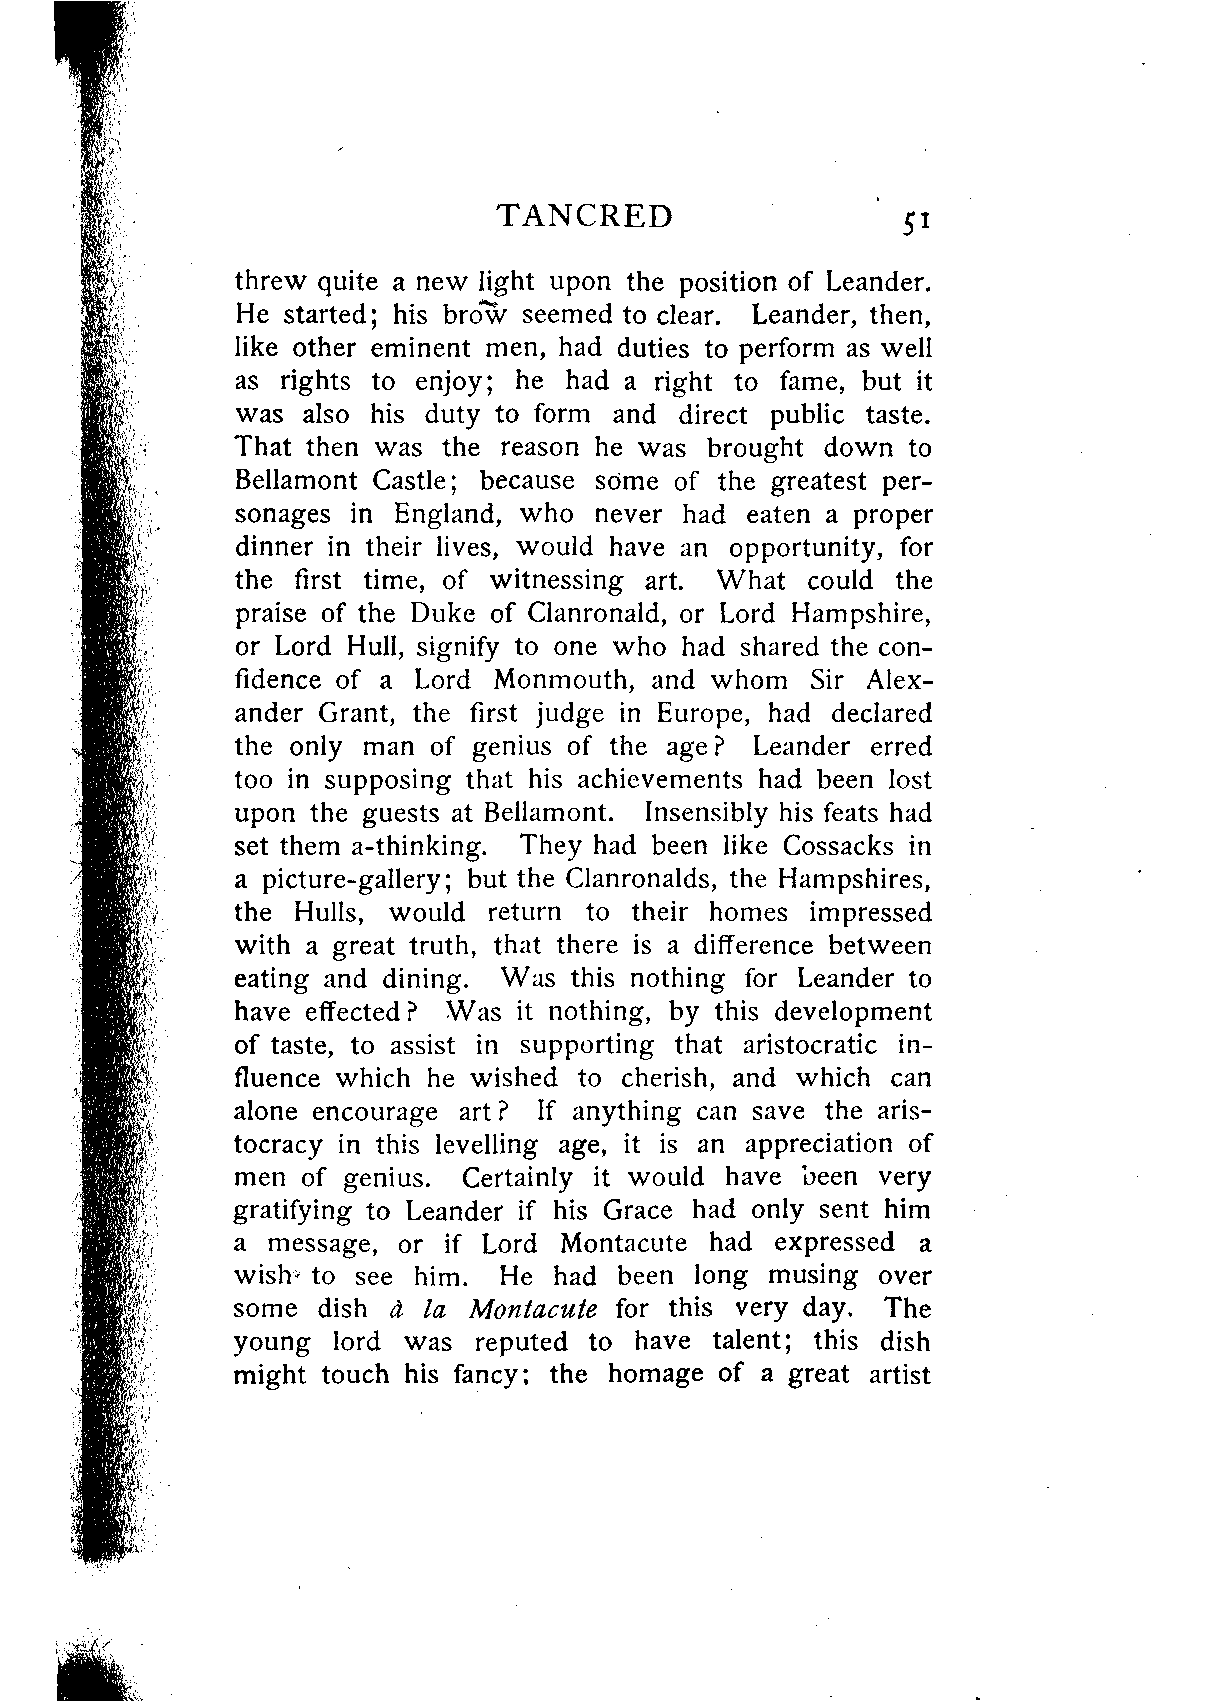 TANCRED 51
threw quite a new light upon the position of Leander.
He started; his brow seemed to clear. Leander, then,
like other eminent men, had duties to perform as well
as rights to enjoy; he had a right to fame, but it
was also his duty to form and direct public taste.
That then was the reason he was brought down to
Bellamont Castle; because some of the greatest per-
sonages in England, who never had eaten a proper
dinner in their lives, would have an opportunity, for
the first time, of witnessing art. What could the
praise of the Duke of Clanronald, or Lord Hampshire,
or Lord Hull, signify to one who had shared the con-
fidence of a Lord Monmouth, and whom Sir Alex-
ander Grant, the first judge in Europe, had declared
the only man of genius of the age? Leander erred
too in supposing that his achievements had been lost
upon the guests at Bellamont. Insensibly his feats had
set them a-thinking. They had been like Cossacks in
a picture-gallery; but the Clanronalds, the Hampshires,
the Hulls, would return to their homes impressed
with a great truth, that there is a difference between
eating and dining. Was this nothing for Leander to
have effected? Was it nothing, by this development
of taste, to assist in supporting that aristocratic in-
fluence which he wished to cherish, and which can
alone encourage art? If anything can save the aris-
tocracy in this levelling age, it is an appreciation of
men of genius. Certainly it would have been very
gratifying to Leander if his Grace had only sent him
a message, or if Lord Montacute had expressed a
wish to see him. He had been long musing over
some dish à la Montacute for this very day. The
young lord was reputed to have talent; this dish
might touch his fancy; the homage of a great artist